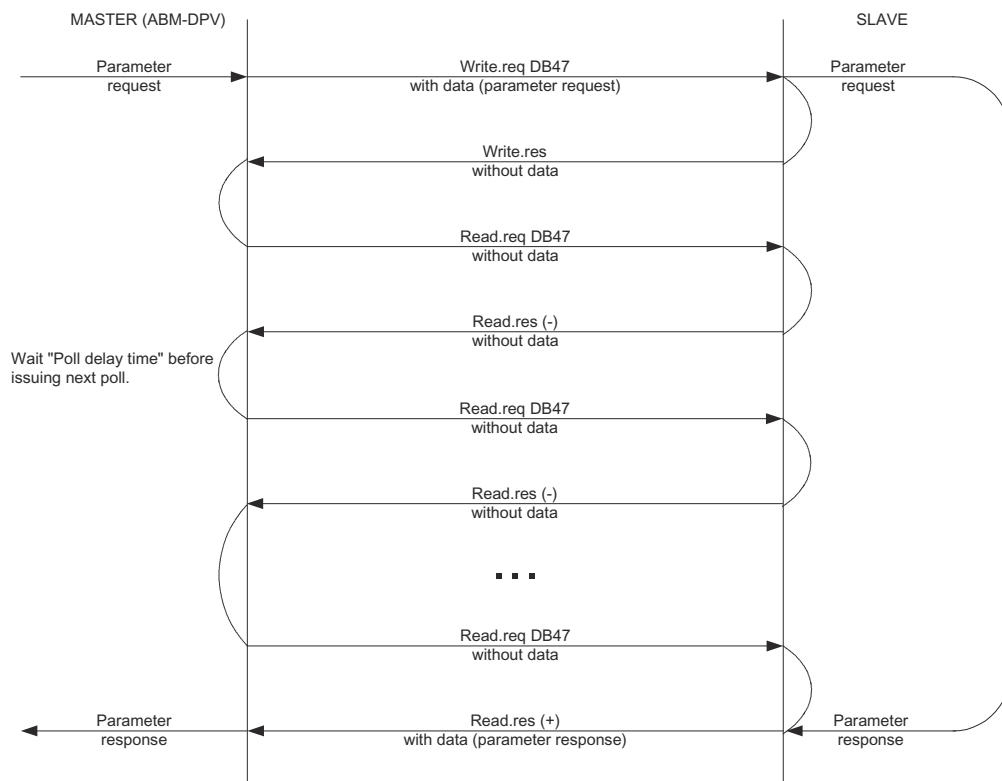 MASTER (ABM-DPV)
SLAVE
Parameter
request
Write.req DB47
with data (parameter request)
Parameter
request
Write.res
without data
Read.req DB47
without data
Read.res (-)
without data
Wait "Poll delay time" before
issuing next poll.
Read.req DB47
without data
Read.res (-)
without data
...
Read.req DB47
without data
Parameter
response
Read.res (+)
with data (parameter response)
Parameter
response